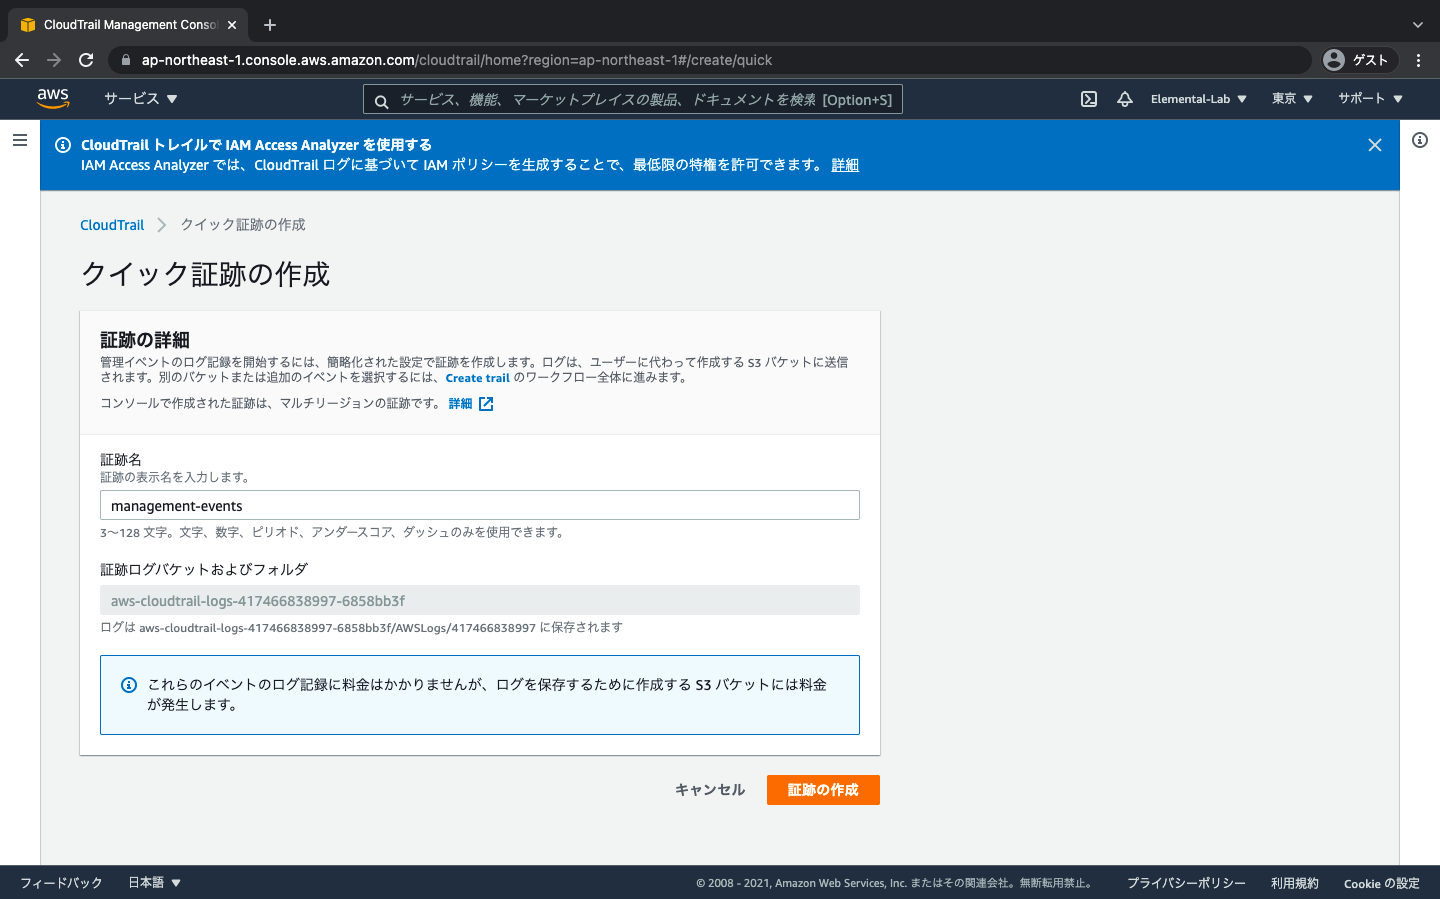 CloudTrail Management Conso
ap-northeast-1.console.aws.amazon.com/cloudtrail/home?region=ap-northeast-1#/create/quick
ゲスト
aws
サービス
サービス、機能、マーケットプレイスの製品、ドキュメントを検索 [Option+S]
Elemental-Lab
東京
サポート
CloudTrail トレイルで IAM Access Analyzer を使用する
IAM Access Analyzer では、CloudTrail ログに基づいて IAM ポリシーを生成することで、最低限の特権を許可できます。 詳細
CloudTrail
クイック証跡の作成
クイック証跡の作成
証跡の詳細
管理イベントのログ記録を開始するには、簡略化された設定で証跡を作成します。ログは、ユーザーに代わって作成する S3 バケットに送信
されます。別のバケットまたは追加のイベントを選択するには、Create trail のワークフロー全体に進みます。
コンソールで作成された証跡は、マルチリージョンの証跡です。 詳細
証跡名
証跡の表示名を入力します。
management-events
3～128 文字。文字、数字、ピリオド、アンダースコア、ダッシュのみを使用できます。
証跡ログバケットおよびフォルダ
aws-cloudtrail-logs-417466838997-6858bb3f
ログは aws-cloudtrail-logs-417466838997-6858bb3f/AWSLogs/417466838997 に保存されます
これらのイベントのログ記録に料金はかかりませんが、ログを保存するために作成する S3 バケットには料金
が発生します。
キャンセル
証跡の作成
フィードバック
日本語
© 2008 - 2021, Amazon Web Services, Inc. またはその関連会社。無断転用禁止。
プライバシーポリシー
利用規約
Cookie の設定